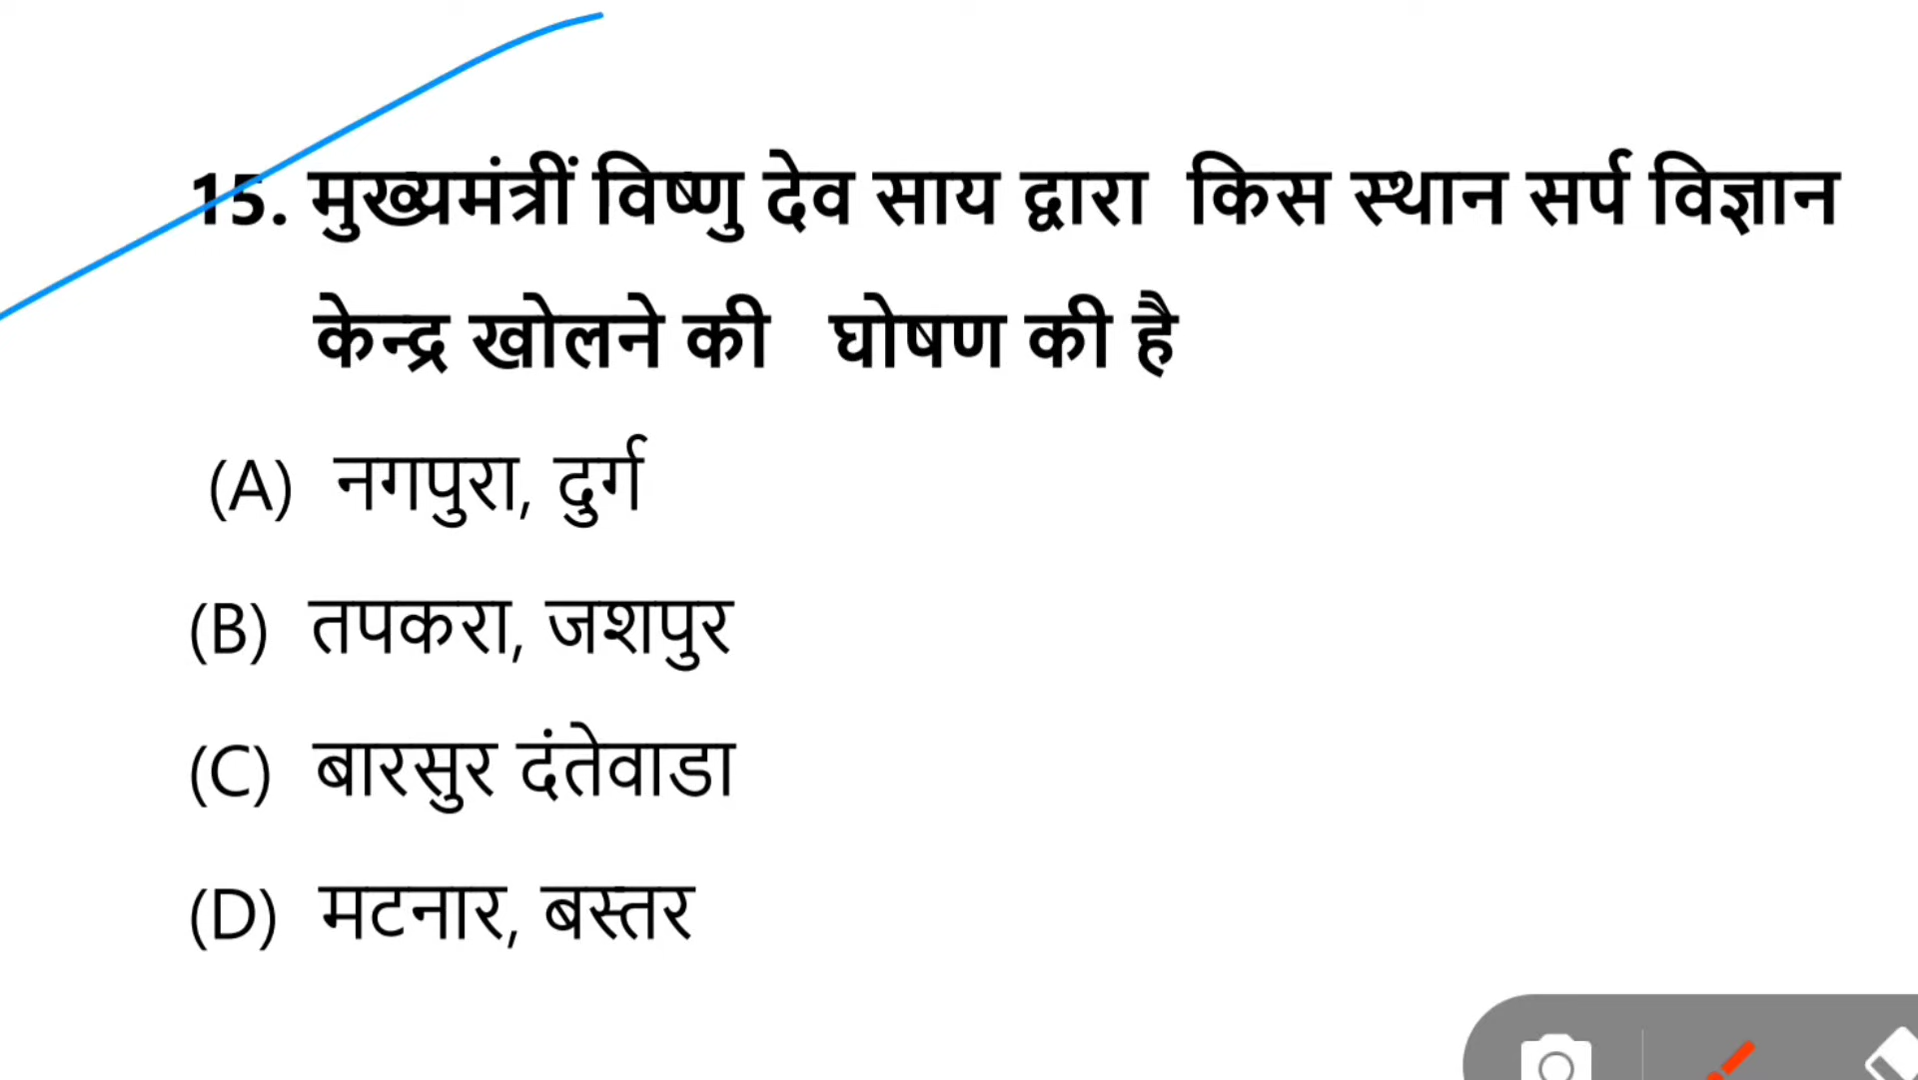 15. मुख्यमंत्रीं विष्णु देव साय द्वारा किस स्थान सर्प विज्ञान
केन्द्र खोलने की घोषण की है
(A) नगपुरा, दुर्ग
(B) तपकरा, जशपुर
(C) बारसुर दंतेवाडा
(D) मटनार, बस्तर